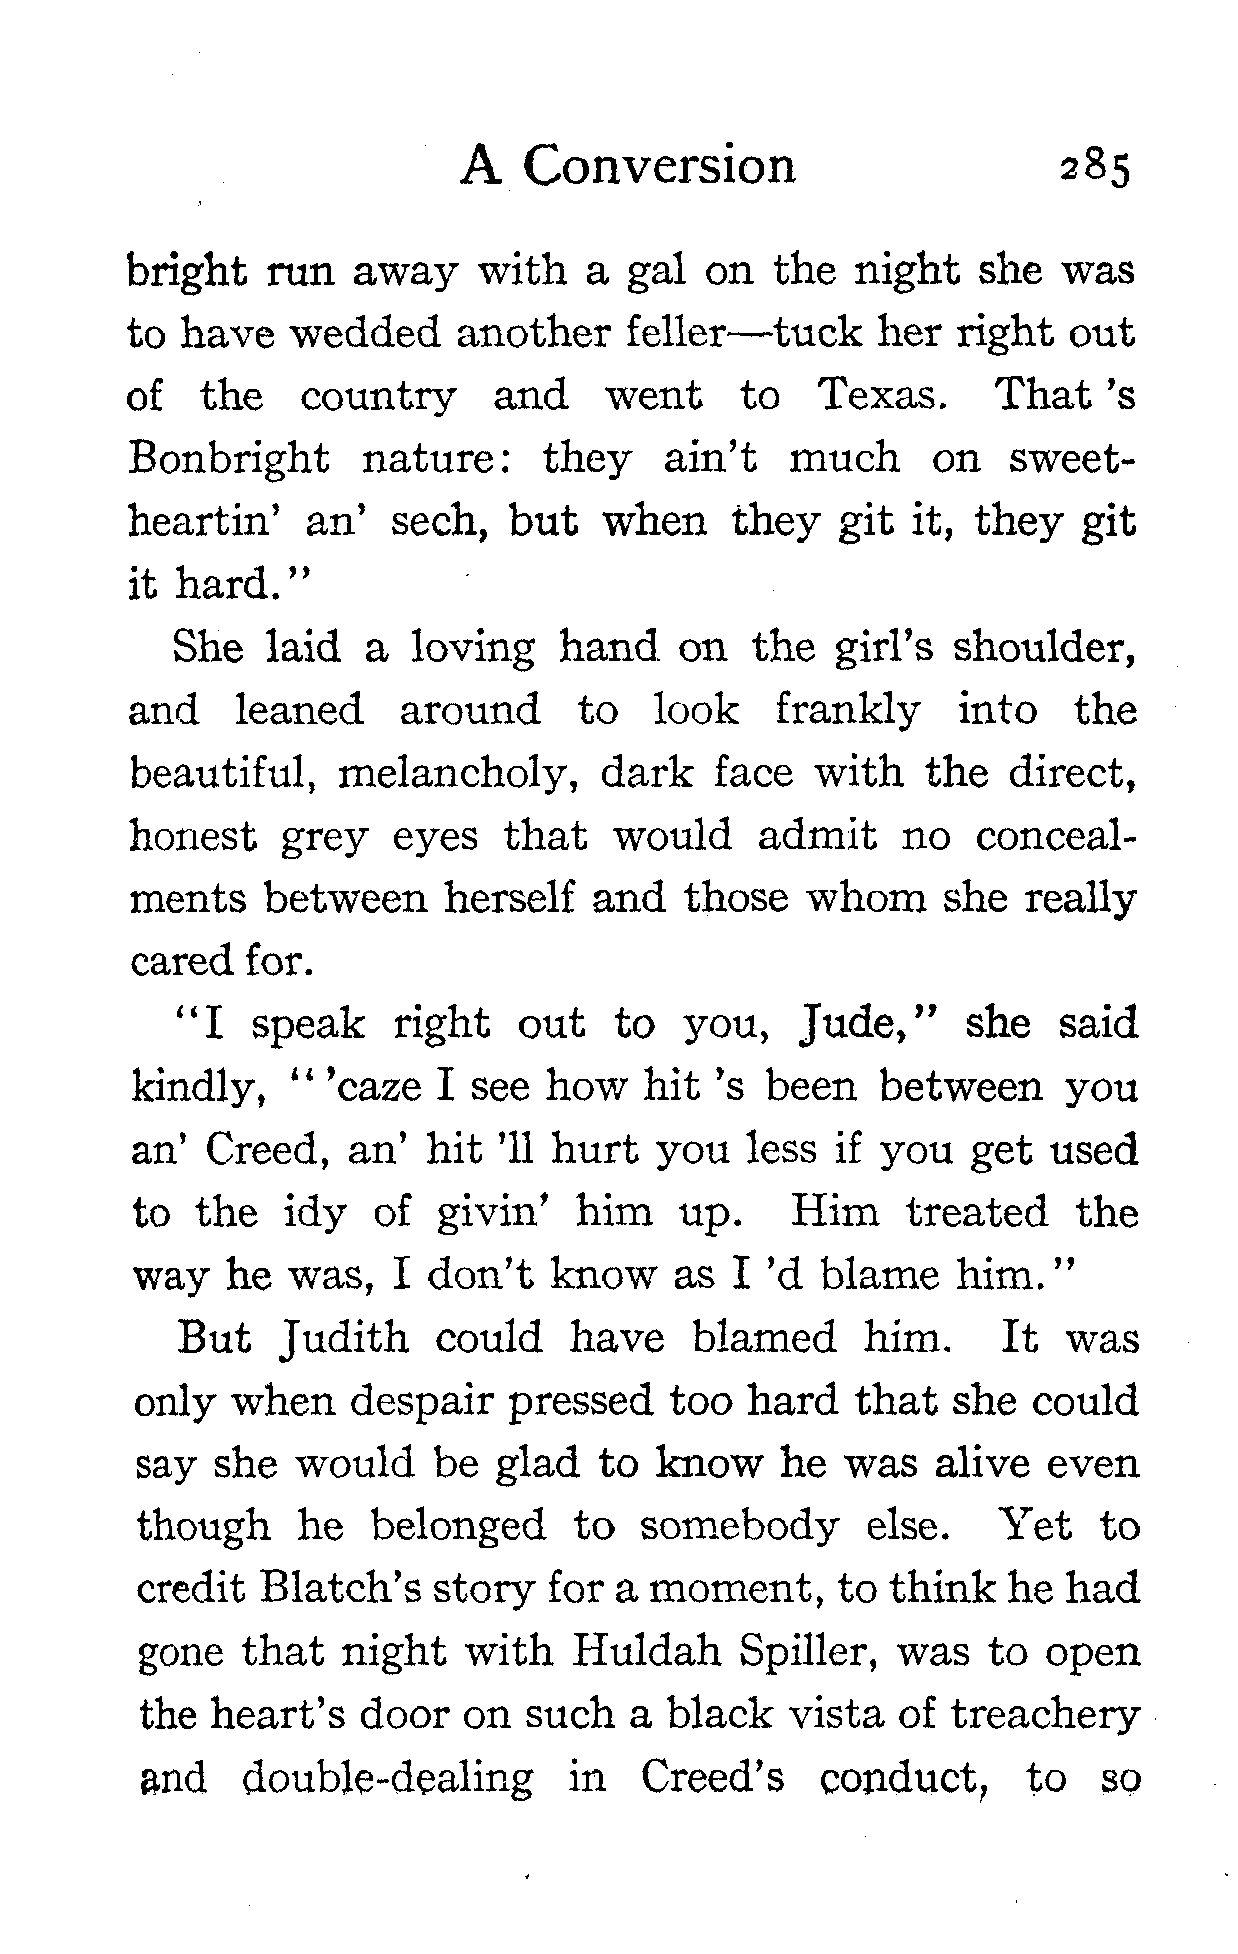 A Conversion 285
bright run away with a gal on the night she was
to have wedded another feller—tuck her right out
of the country and went to Texas. That 's
Bonbright nature: they ain't much on sweet-
heartin' an' sech, but when they git it, they git
it hard."
She laid a loving hand on the girl's shoulder,
and leaned around to look frankly into the
beautiful, melancholy, dark face with the direct,
honest grey eyes that would admit no conceal-
ments between herself and those whom she really
cared for.
"I speak right out to you, Jude," she said
kindly, " 'caze I see how hit 's been between you
an' Creed, an' hit 'll hurt you less if you get used
to the idy of givin' him up. Him treated the
way he was, I don't know as I 'd blame him."
But Judith could have blamed him. It was
only when despair pressed too hard that she could
say she would be glad to know he was alive even
though he belonged to somebody else. Yet to
credit Blatch's story for a moment, to think he had
gone that night with Huldah Spiller, was to open
the heart's door on such a black vista of treachery
and double-dealing in Creed's conduct, to so